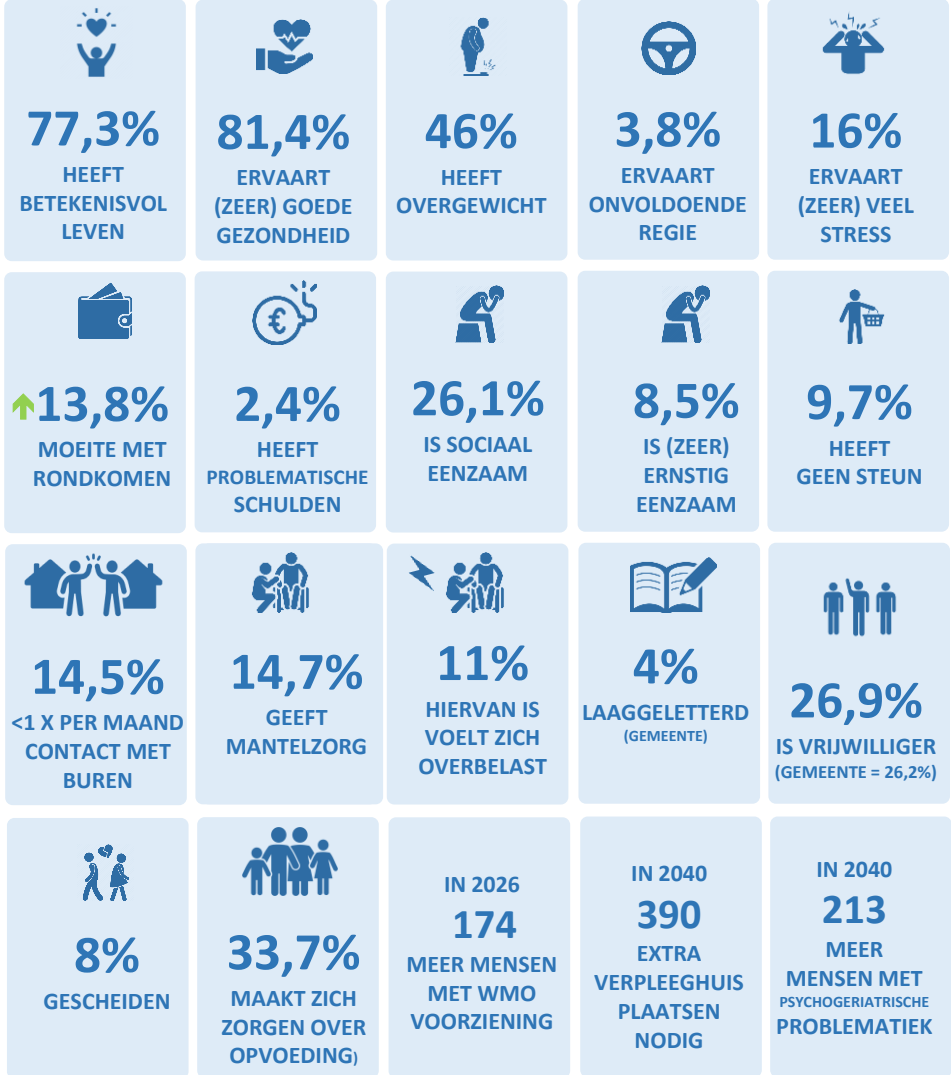 77,3%
HEEFT
BETEKENISVOL
LEVEN
81,4%
ERVAART
(ZEER) GOEDE
GEZONDHEID
46%
HEEFT
OVERGEWICHT
3,8%
ERVAART
ONVOLDOENDE
REGIE
16%
ERVAART
(ZEER) VEEL
STRESS
13,8%
MOEITE MET
RONDKOMEN
€
2,4%
HEEFT
PROBLEMATISCHE
SCHULDEN
26,1%
IS SOCIAAL
EENZAAM
8,5%
IS (ZEER)
ERNSTIG
EENZAAM
9,7%
HEEFT
GEEN STEUN
14,5%
<1 X PER MAAND
CONTACT MET
BUREN
14,7%
GEEFT
MANTELZORG
11%
HIERVAN IS
VOELT ZICH
OVERBELAST
4%
LAAGGELETTERD
(GEMEENTE)
26,9%
IS VRIJWILLIGER
(GEMEENTE = 26,2%)
8%
GESCHEIDEN
33,7%
MAAKT ZICH
ZORGEN OVER
OPVOEDING)
IN 2026
174
MEER MENSEN
MET WMO
VOORZIENING
IN 2040
390
EXTRA
VERPLEEGHUIS
PLAATSEN
NODIG
IN 2040
213
MEER
MENSEN MET
PSYCHOGERIATRISCHE
PROBLEMATIEK